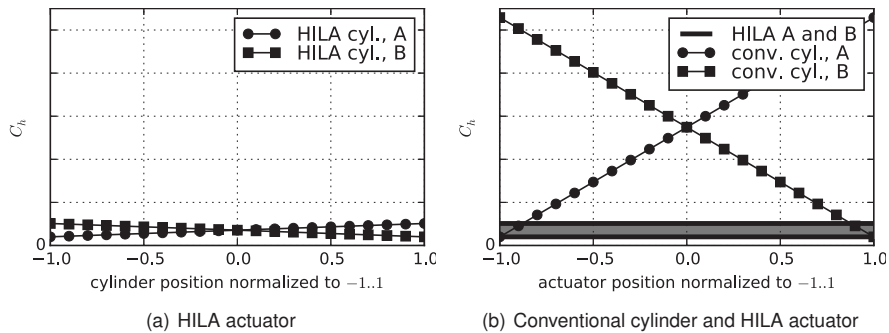 C_h
HILA cyl., A
HILA cyl., B
0
−1.0 −0.5 0.0 0.5 1.0
cylinder position normalized to −1..1
(a) HILA actuator
C_h
HILA A and B
conv. cyl., A
conv. cyl., B
0
−1.0 −0.5 0.0 0.5 1.0
actuator position normalized to −1..1
(b) Conventional cylinder and HILA actuator